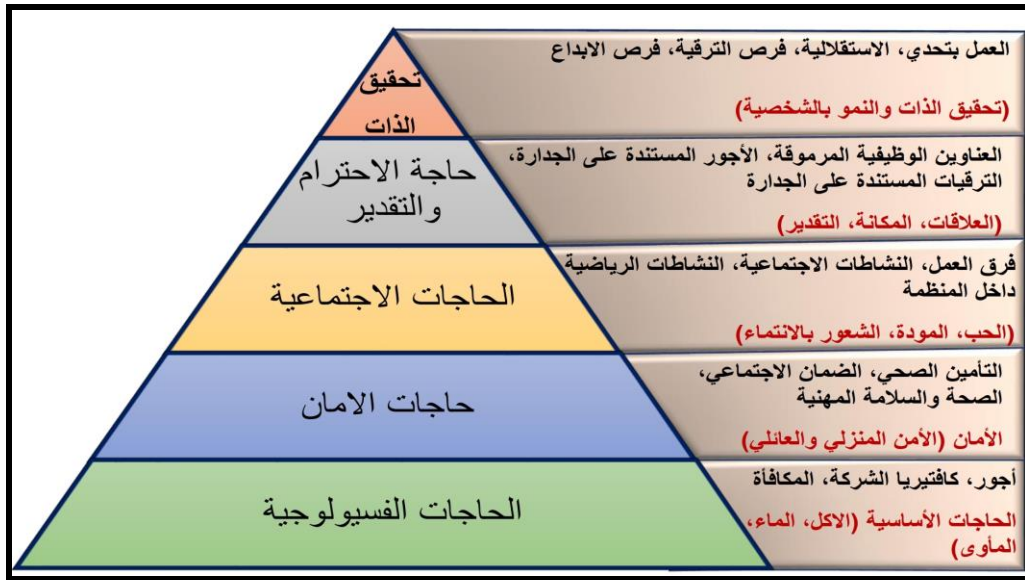 تحقيق
الذات
العمل بتحدي، الاستقلالية، فرص الترقية، فرص الابداع
(تحقيق الذات والنمو بالشخصية)
حاجة الاحترام
والتقدير
العناوين الوظيفية المرموقة، الأجور المستندة على الجدارة،
الترقيات المستندة على الجدارة
(العلاقات، المكانة، التقدير)
الحاجات الاجتماعية
فرق العمل، النشاطات الاجتماعية، النشاطات الرياضية
داخل المنظمة
(الحب، المودة، الشعور بالانتماء)
حاجات الامان
التأمين الصحي، الضمان الاجتماعي،
الصحة والسلامة المهنية
الأمان (الأمن المنزلي والعائلي)
الحاجات الفسيولوجية
أجور، كافتيريا الشركة، المكافأة
الحاجات الأساسية (الاكل، الماء،
المأوى)